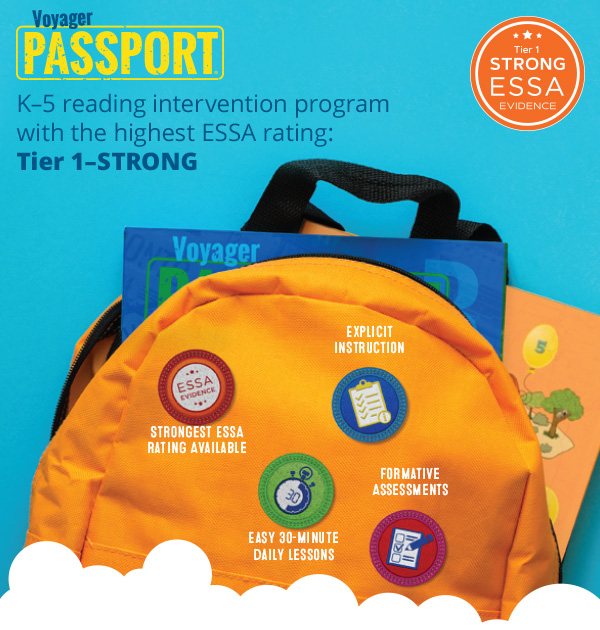 Voyager
PASSPORT
Tier 1
STRONG
ESSA
EVIDENCE
K–5 reading intervention program
with the highest ESSA rating:
Tier 1–STRONG
Voyager
EXPLICIT
INSTRUCTION
5
ESSA
EVIDENCE
STRONGEST ESSA
RATING AVAILABLE
FORMATIVE
ASSESSMENTS
30
EASY 30-MINUTE
DAILY LESSONS